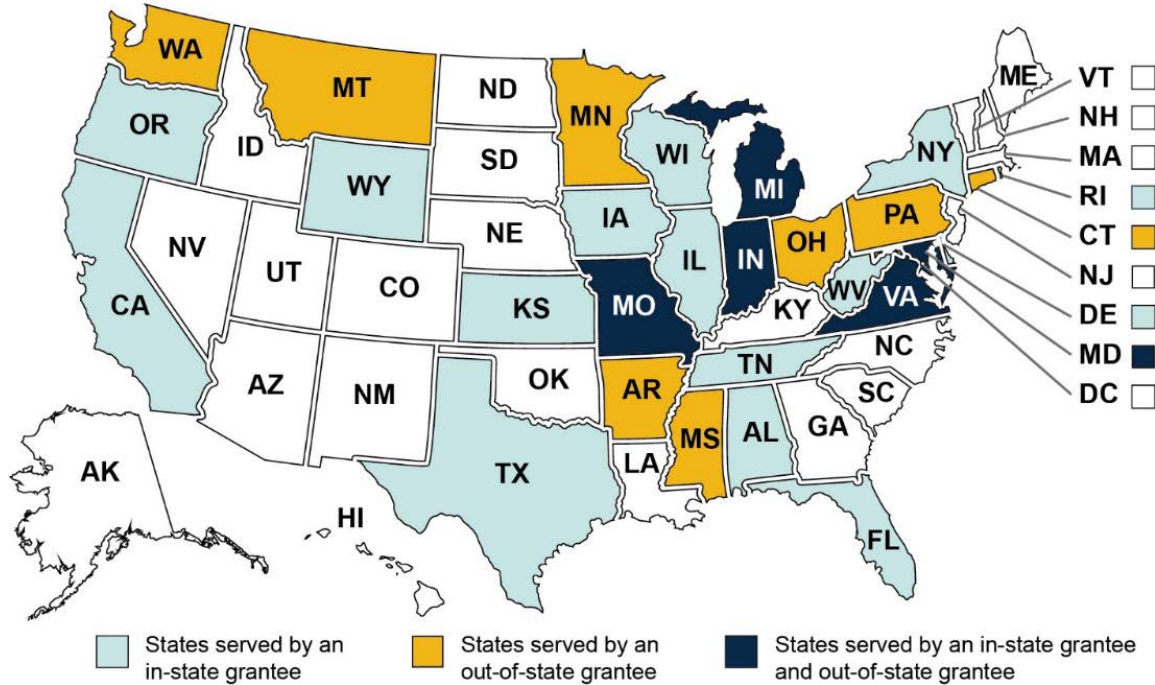 WA
MT
ND
MN
ME
VT
NH
MA
RI
CT
NJ
DE
MD
DC
OR
ID
SD
WI
NY
WY
MI
IA
PA
NE
NV
UT
CO
IL
IN
OH
CA
KS
MO
WV
VA
KY
NC
TN
AZ
NM
OK
AR
SC
MS
AL
GA
LA
AK
TX
HI
FL
States served by an
in-state grantee
States served by an
out-of-state grantee
States served by an in-state grantee
and out-of-state grantee